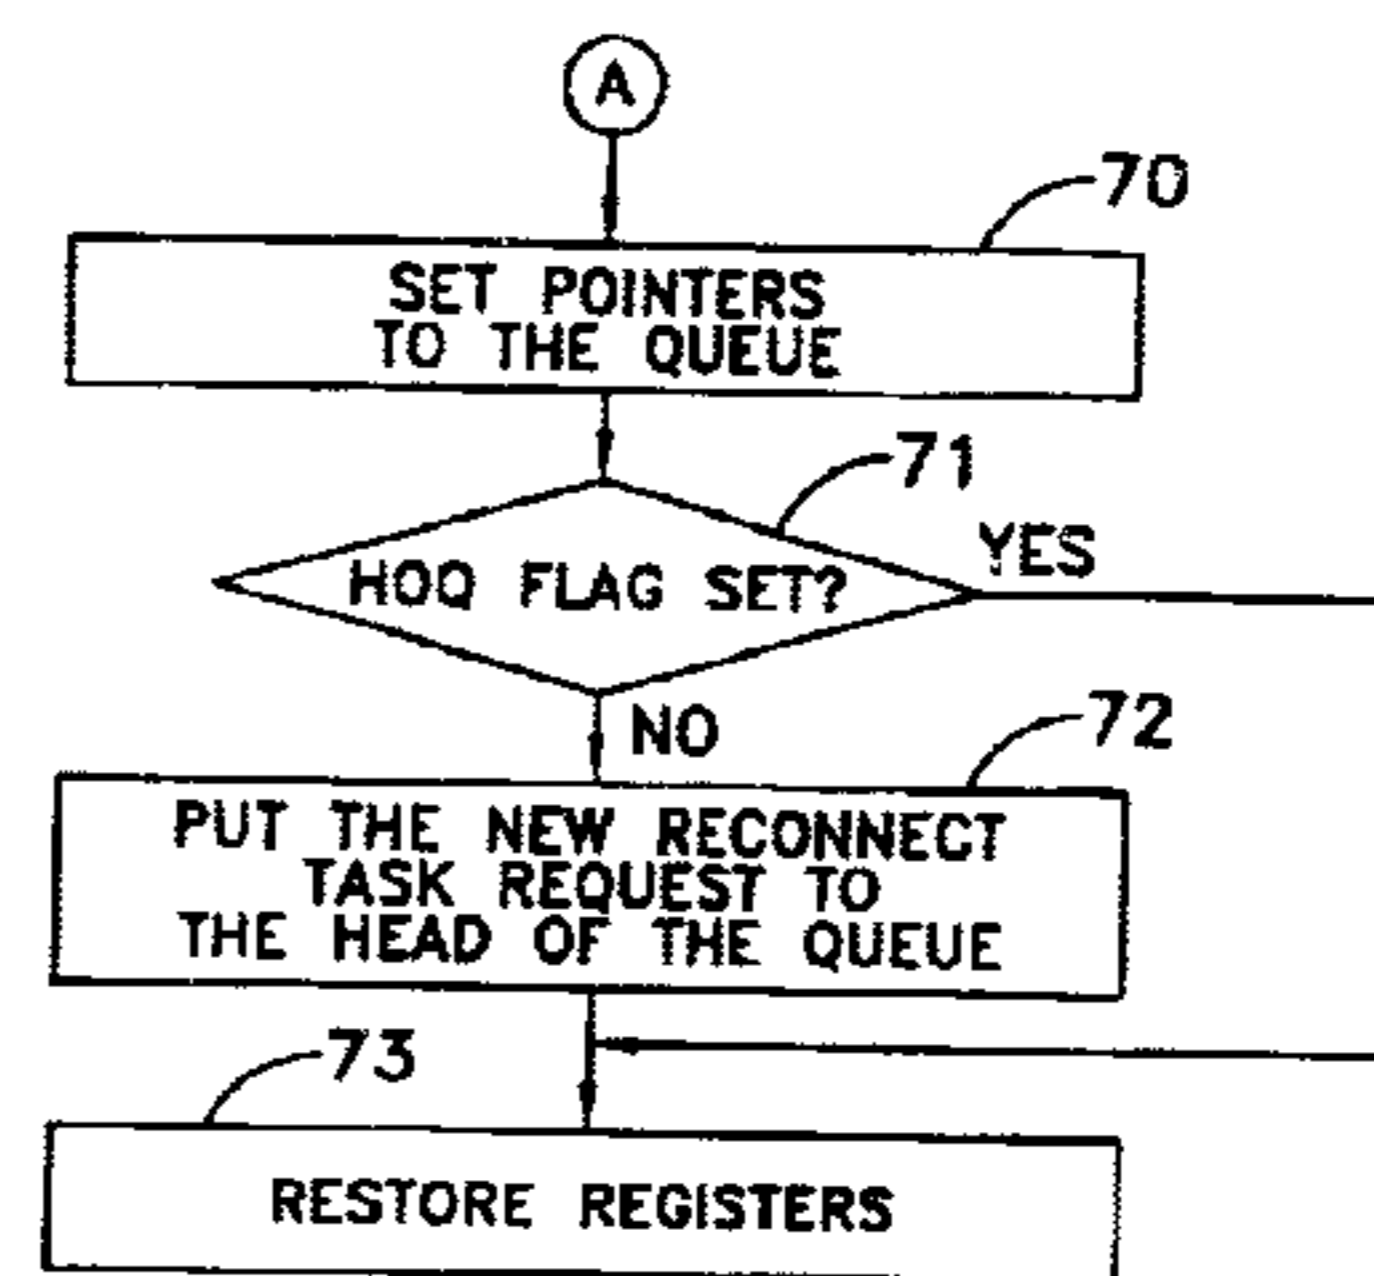 A
70
SET POINTERS
TO THE QUEUE
71
HOQ FLAG SET?
YES
NO
72
PUT THE NEW RECONNECT
TASK REQUEST TO
THE HEAD OF THE QUEUE
73
RESTORE REGISTERS